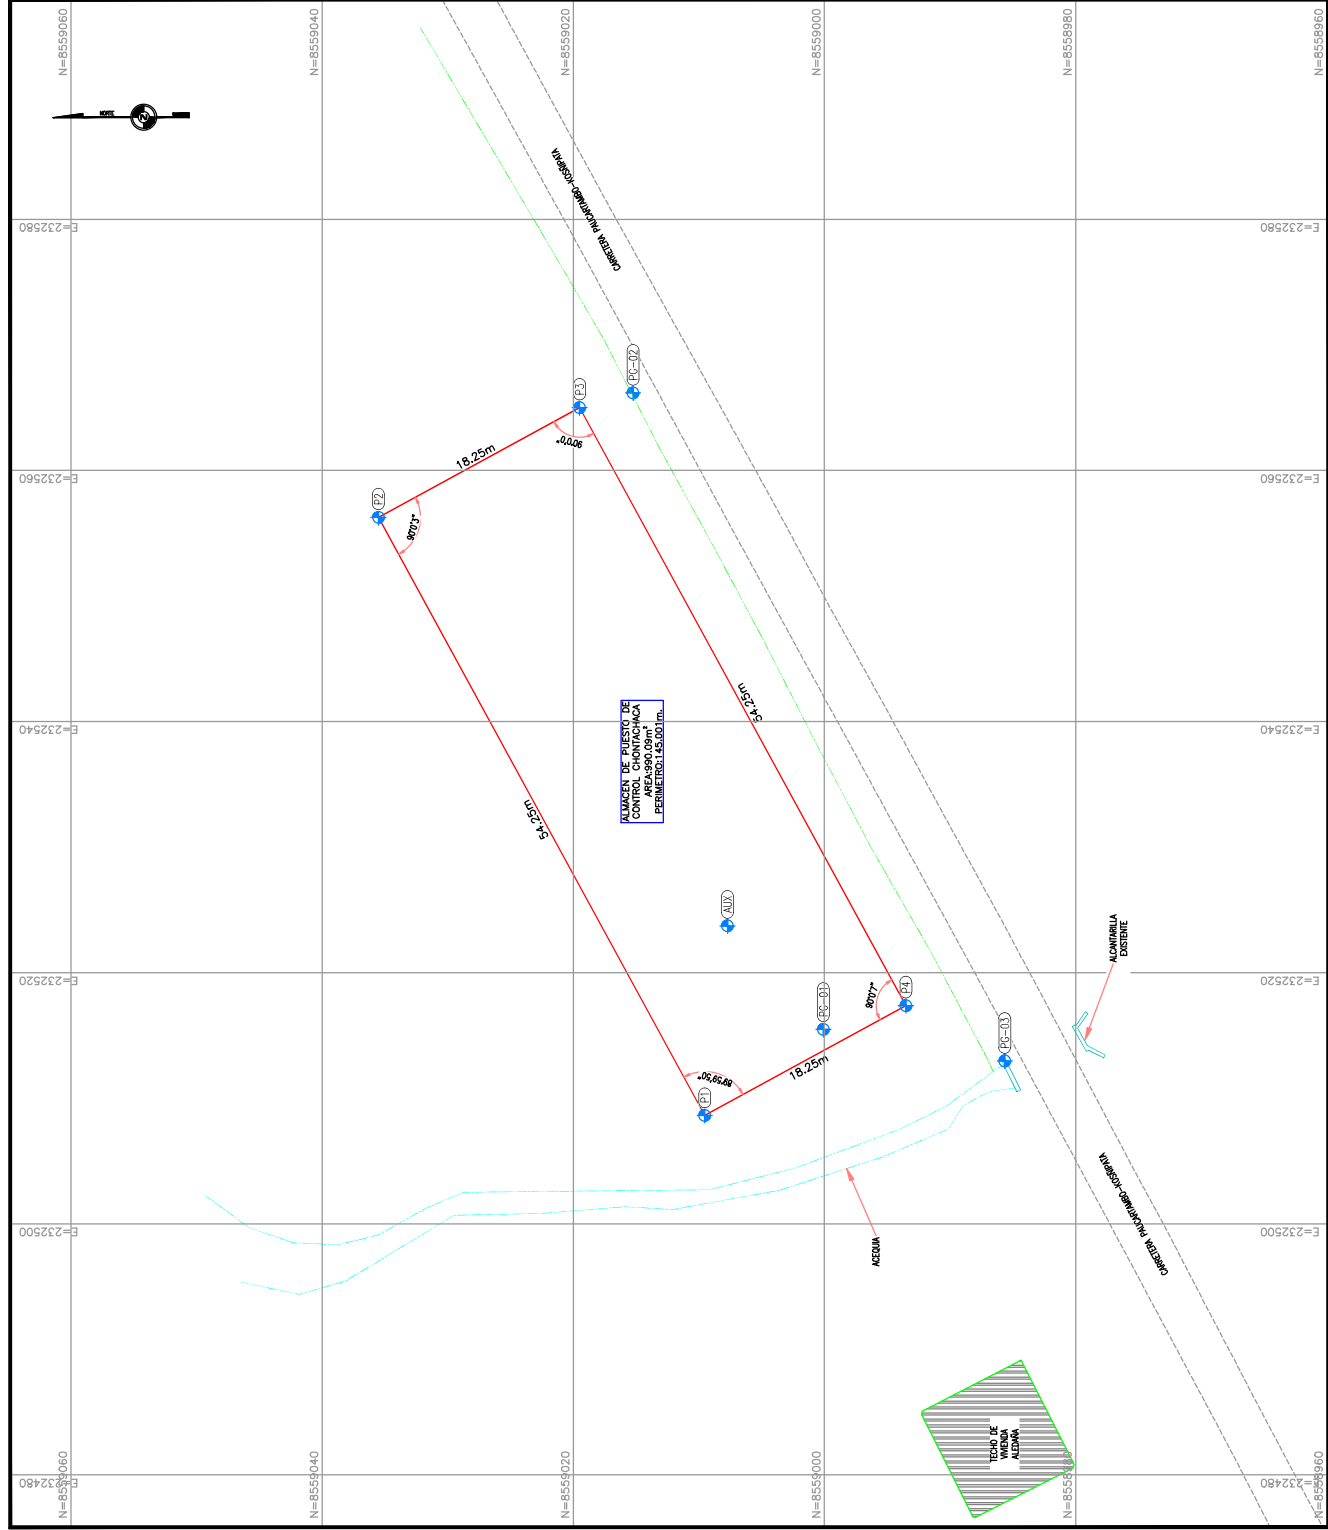 N=8559060
N=8559040
N=8559020
N=8559000
N=8558980
N=8558960
NORTE
N
CARRETERA PAUCARTAMBO-KOSÑIPATA
E=232580
E=232580
PG-02
P3
90°0'0"
18.25m
P2
90°0'3"
E=232560
E=232560
54.25m
ALMACEN DE PUESTO DE
CONTROL CHONTACHACA
AREA:990.09m²
PERIMETRO:145.001m.
E=232540
E=232540
54.25m
AUX
ALCANTARILLA
EXISTENTE
E=232520
E=232520
PG-01
90°0'7"
P4
PG-03
18.25m
89°59'50"
P1
CARRETERA PAUCARTAMBO-KOSÑIPATA
ACEQUIA
E=232500
E=232500
TECHO DE
VIVIENDA
ALEDAÑA
E=232480
E=232480
N=8559060
N=8559040
N=8559020
N=8559000
N=8558980
N=8558960